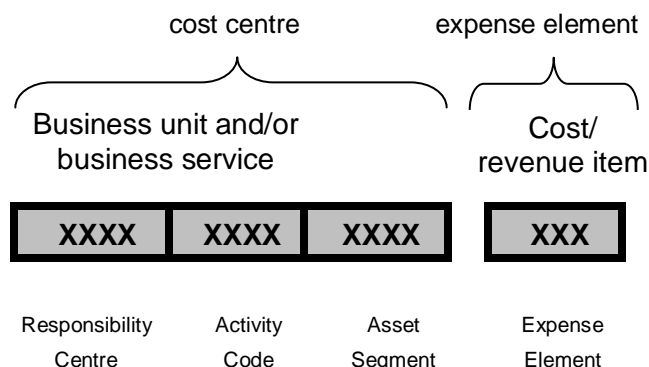 cost centre expense element
Business unit and/or
business service
Cost/
revenue item
XXXX XXXX XXXX XXX
Responsibility Activity Asset Expense
Centre Code Segment Element